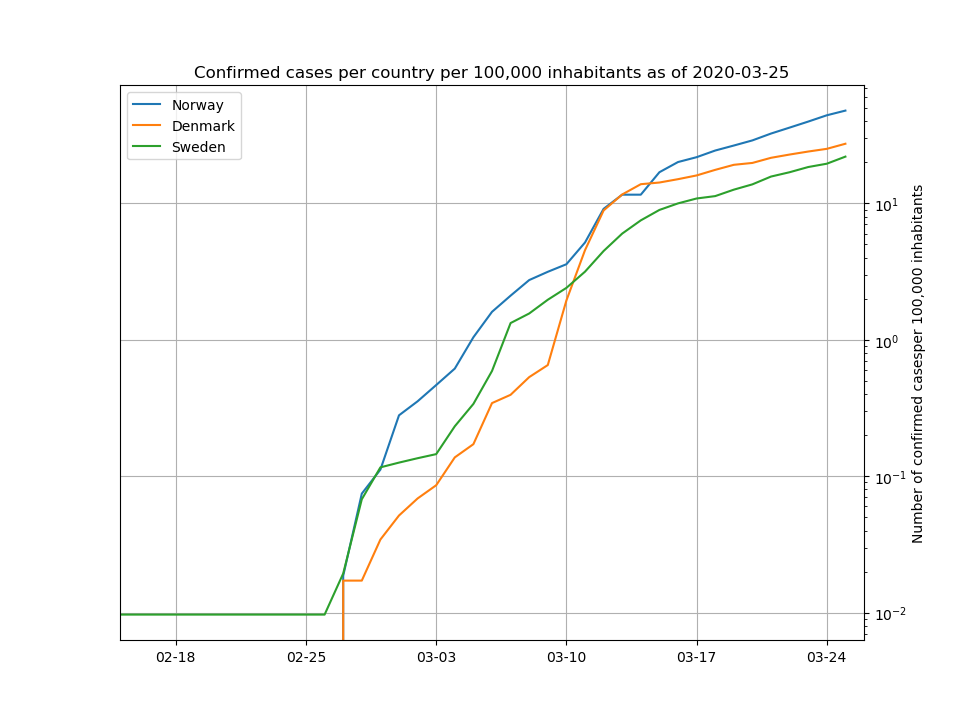 Confirmed cases per country per 100,000 inhabitants as of 2020-03-25
Norway
Denmark
Sweden
10¹
10⁰
10⁻¹
10⁻²
Number of confirmed casesper 100,000 inhabitants
02-18
02-25
03-03
03-10
03-17
03-24